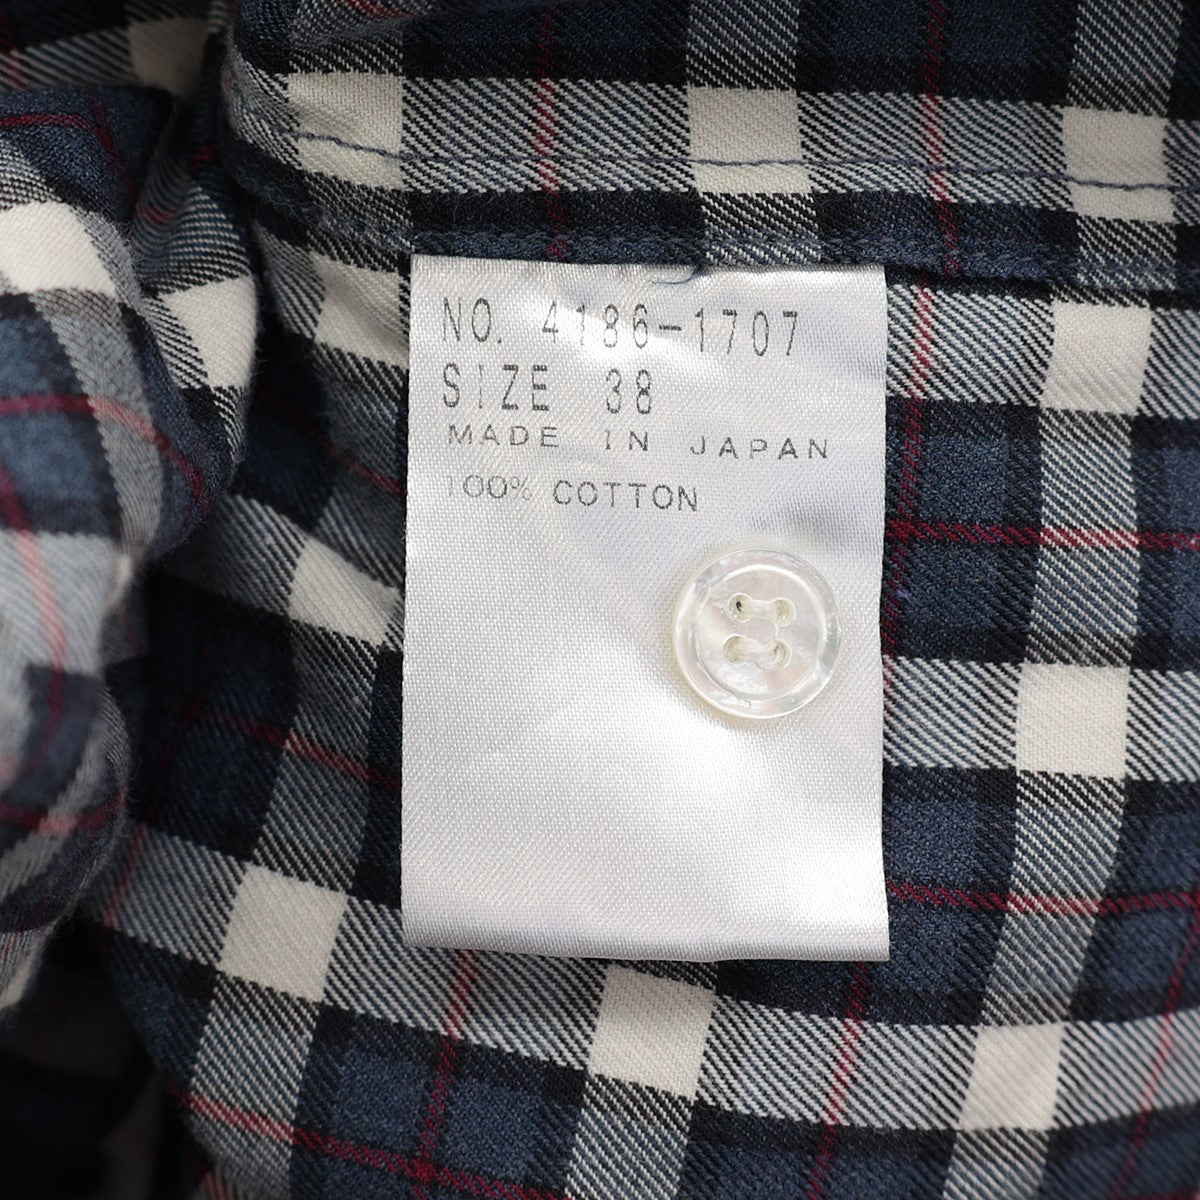 NO. 4186-1707
SIZE 38
MADE IN JAPAN
100% COTTON